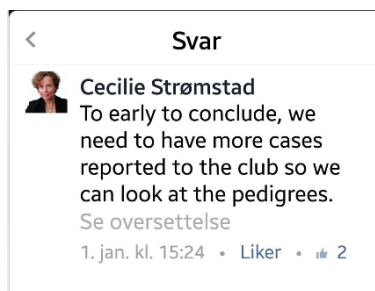 Svar
Cecilie Strømstad
To early to conclude, we
need to have more cases
reported to the club so we
can look at the pedigrees.
Se oversettelse
1. jan. kl. 15:24 • Liker • 2